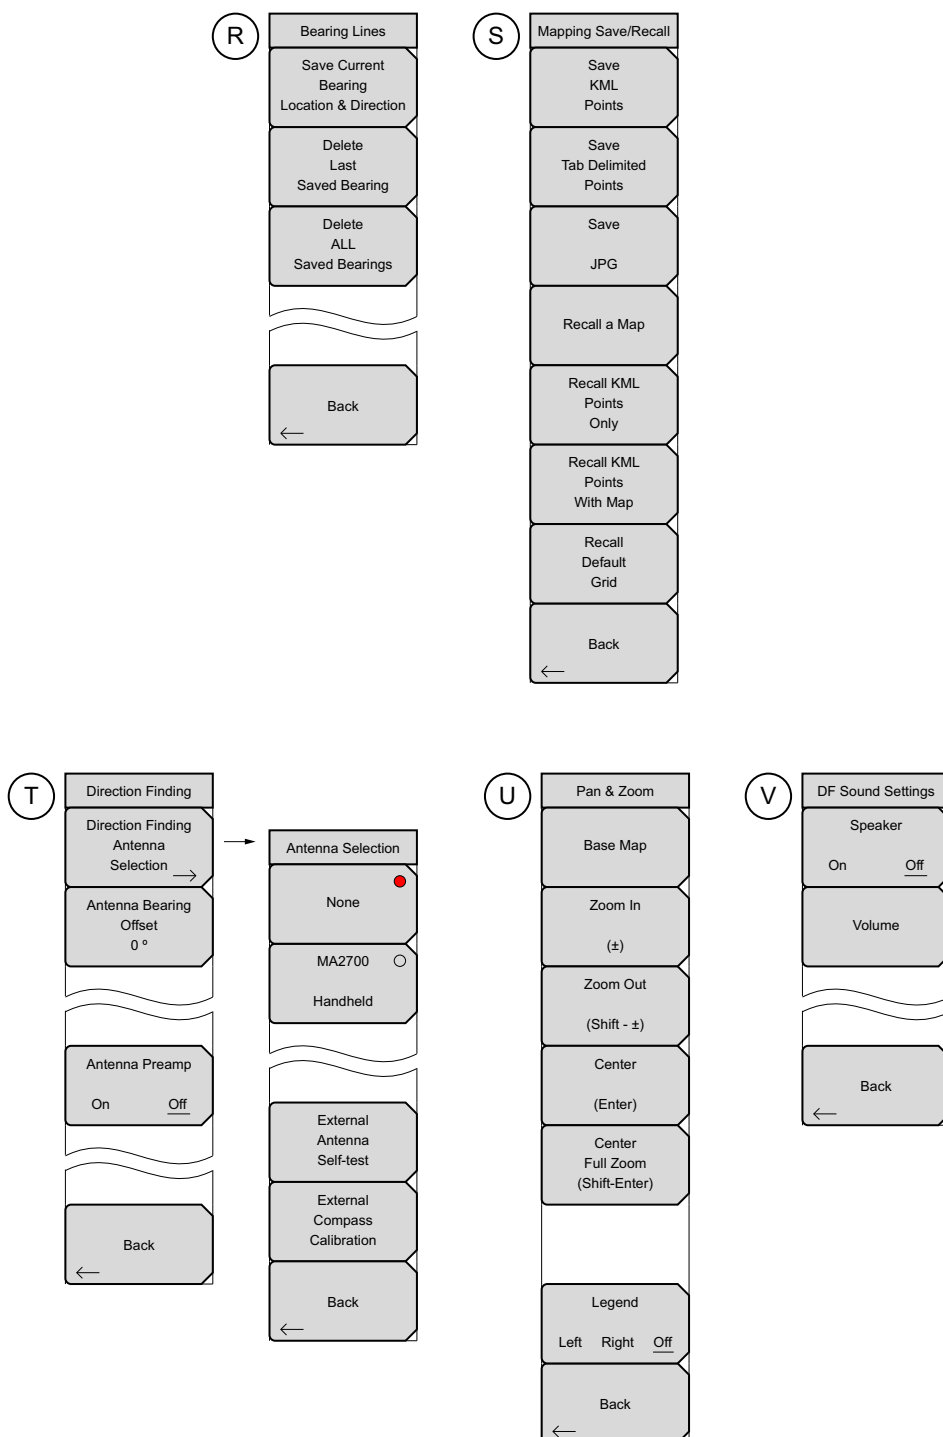 R
Bearing Lines
Save Current
Bearing
Location & Direction
Delete
Last
Saved Bearing
Delete
ALL
Saved Bearings
Back
S
Mapping Save/Recall
Save
KML
Points
Save
Tab Delimited
Points
Save
JPG
Recall a Map
Recall KML
Points
Only
Recall KML
Points
With Map
Recall
Default
Grid
Back
T
Direction Finding
Direction Finding
Antenna
Selection
Antenna Bearing
Offset
0 º
Antenna Preamp
On Off
Back
Antenna Selection
None
MA2700
Handheld
External
Antenna
Self-test
External
Compass
Calibration
Back
U
Pan & Zoom
Base Map
Zoom In
(±)
Zoom Out
(Shift - ±)
Center
(Enter)
Center
Full Zoom
(Shift-Enter)
Legend
Left Right Off
Back
V
DF Sound Settings
Speaker
On Off
Volume
Back